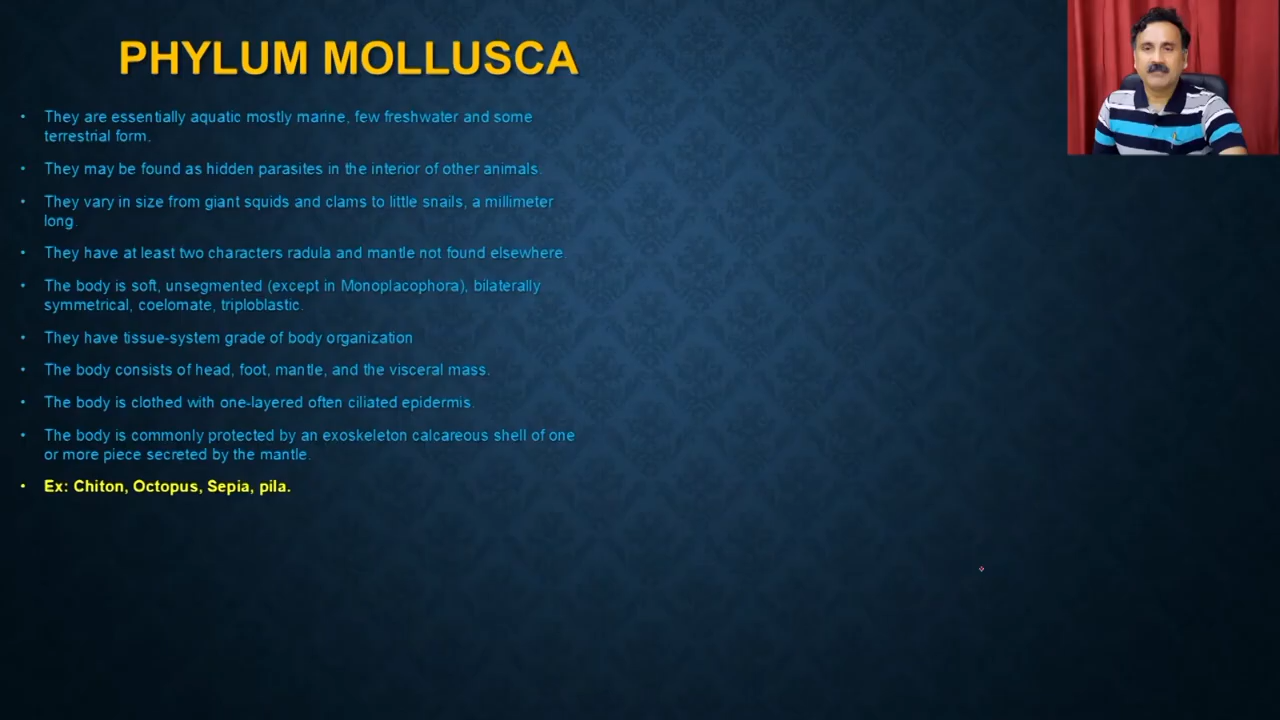 PHYLUM MOLLUSCA
• They are essentially aquatic mostly marine, few freshwater and some
terrestrial form.
• They may be found as hidden parasites in the interior of other animals.
• They vary in size from giant squids and clams to little snails, a millimeter
long.
• They have at least two characters radula and mantle not found elsewhere.
• The body is soft, unsegmented (except in Monoplacophora), bilaterally
symmetrical, coelomate, triploblastic.
• They have tissue-system grade of body organization
• The body consists of head, foot, mantle, and the visceral mass.
• The body is clothed with one-layered often ciliated epidermis.
• The body is commonly protected by an exoskeleton calcareous shell of one
or more piece secreted by the mantle.
• Ex: Chiton, Octopus, Sepia, pila.